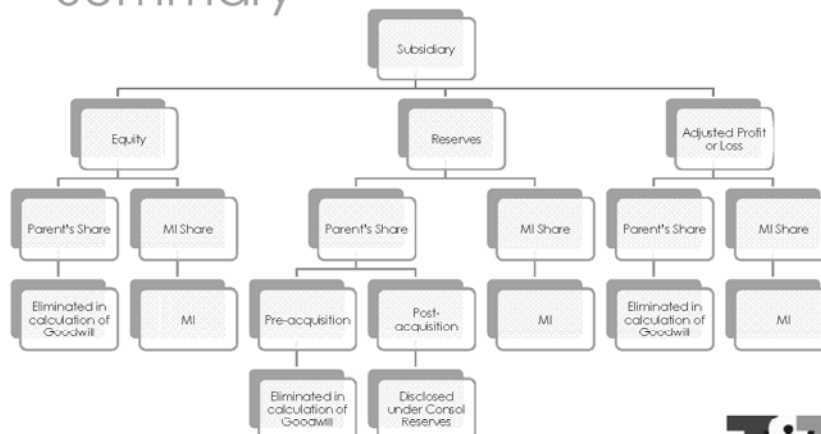 Summary
Subsidiary
Equity
Reserves
Adjusted Profit
or Loss
Parent's Share
MI Share
Parent's Share
MI Share
Parent's Share
MI Share
Eliminated in
calculation of
Goodwill
MI
Pre-acquisition
Post-
acquisition
MI
Eliminated in
calculation of
Goodwill
MI
Eliminated in
calculation of
Goodwill
Disclosed
under Consol
Reserves